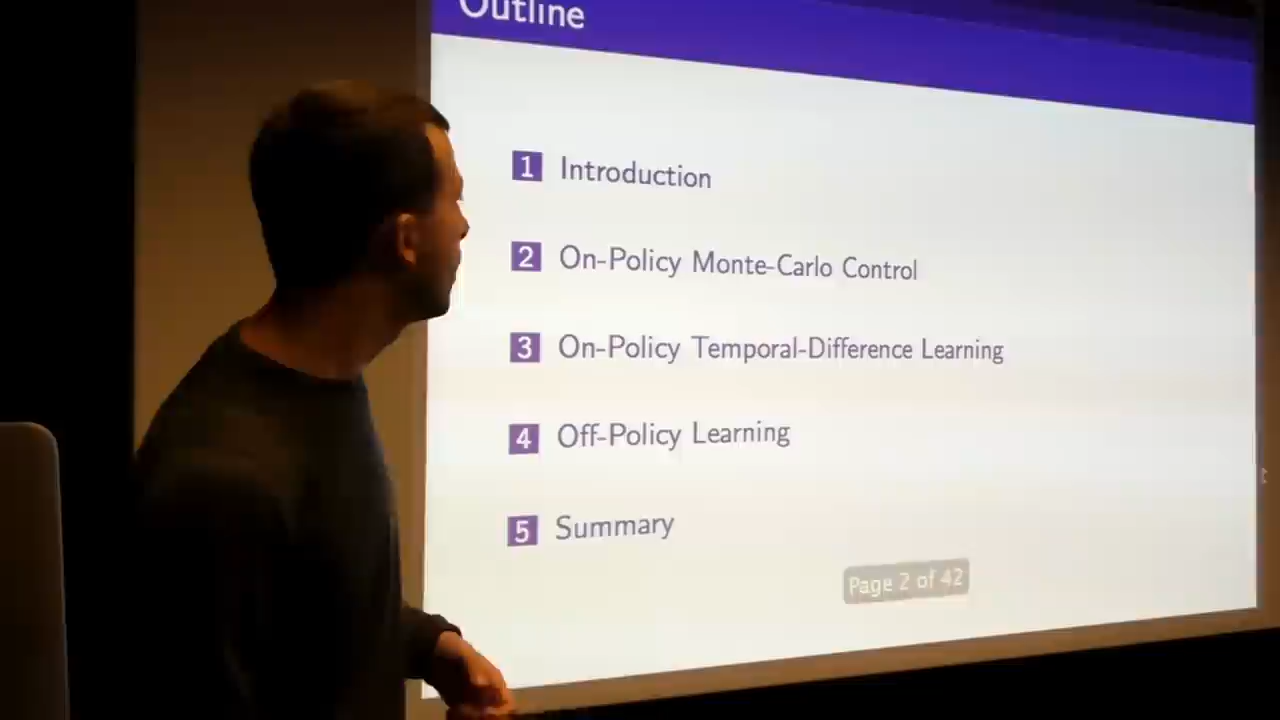 Outline
1 Introduction
2 On-Policy Monte-Carlo Control
3 On-Policy Temporal-Difference Learning
4 Off-Policy Learning
5 Summary
Page 2 of 42